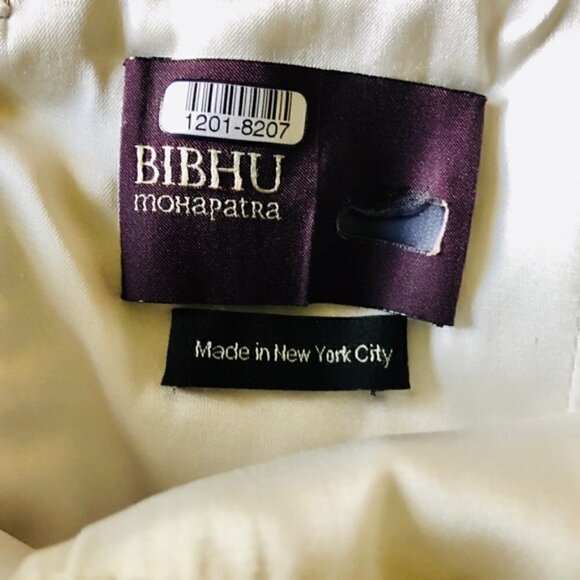 1201-8207
BIBHU
moHapatra
Made in New York City